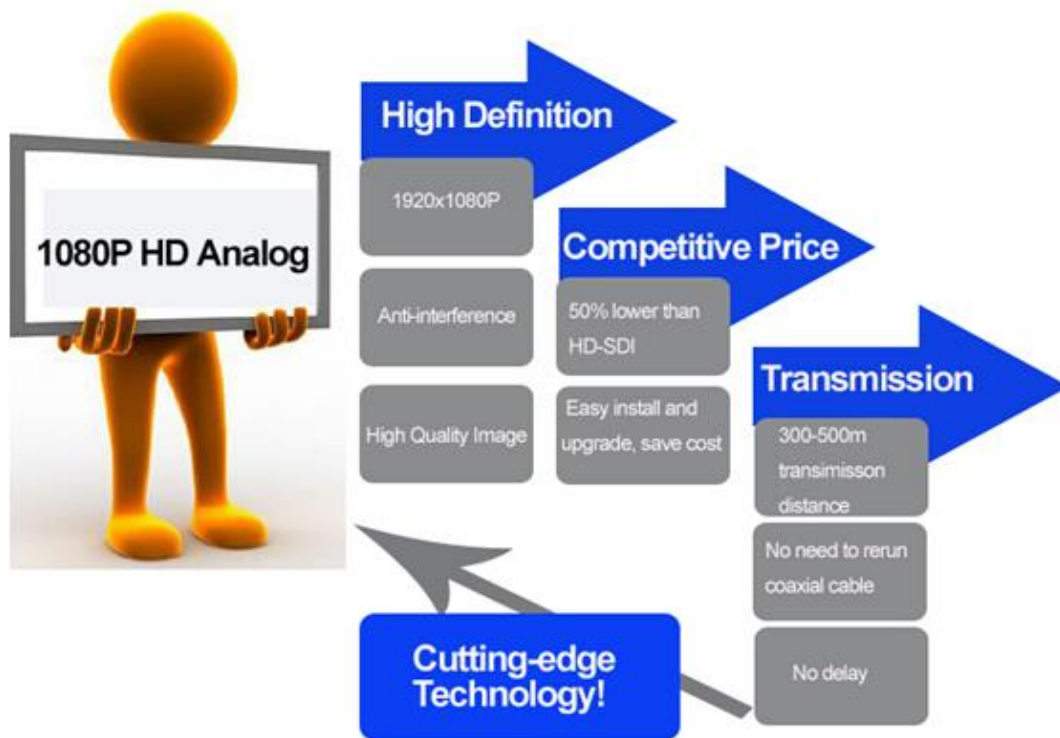 1080P HD Analog
High Definition
1920x1080P
Anti-interference
High Quality Image
Competitive Price
50% lower than
HD-SDI
Easy install and
upgrade, save cost
Transmission
300-500m
transimisson
distance
No need to rerun
coaxial cable
No delay
Cutting-edge
Technology!